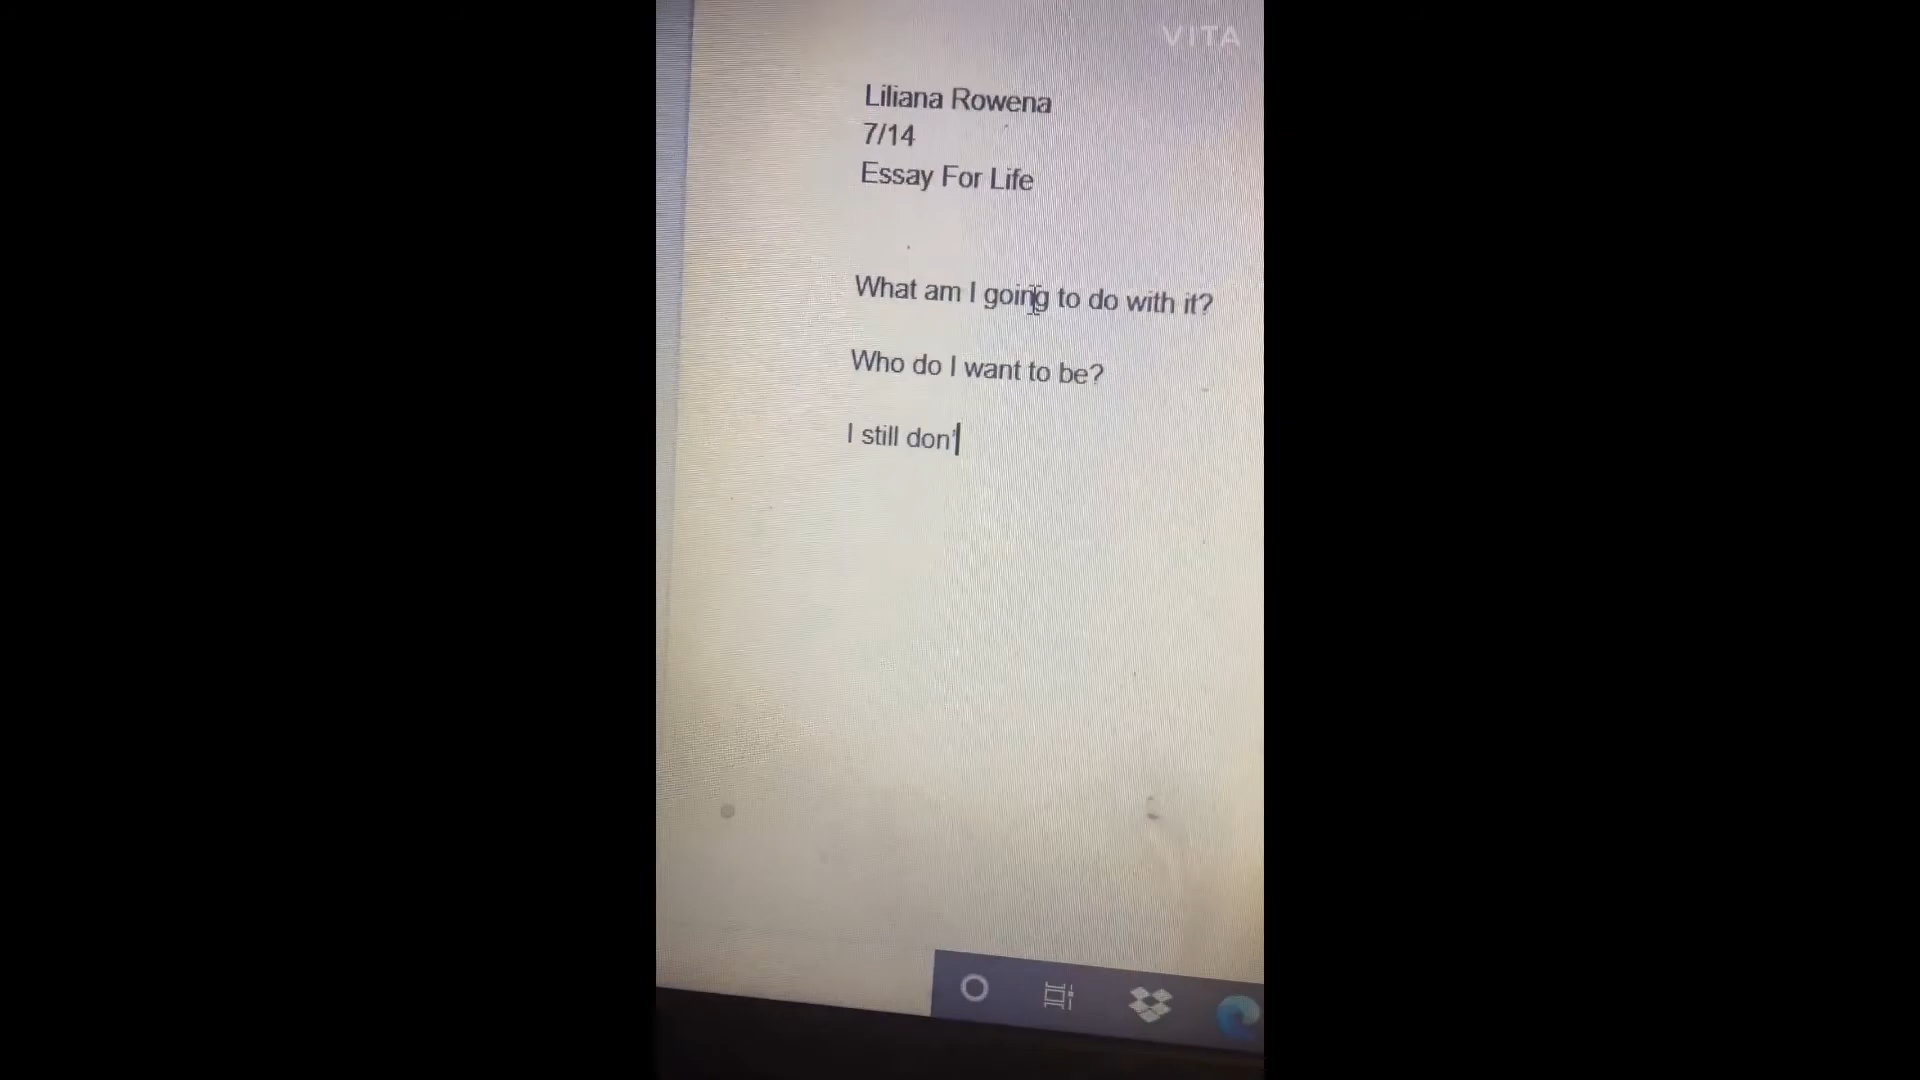 VITA
Liliana Rowena
7/14
Essay For Life
What am I going to do with it?
Who do I want to be?
I still don'